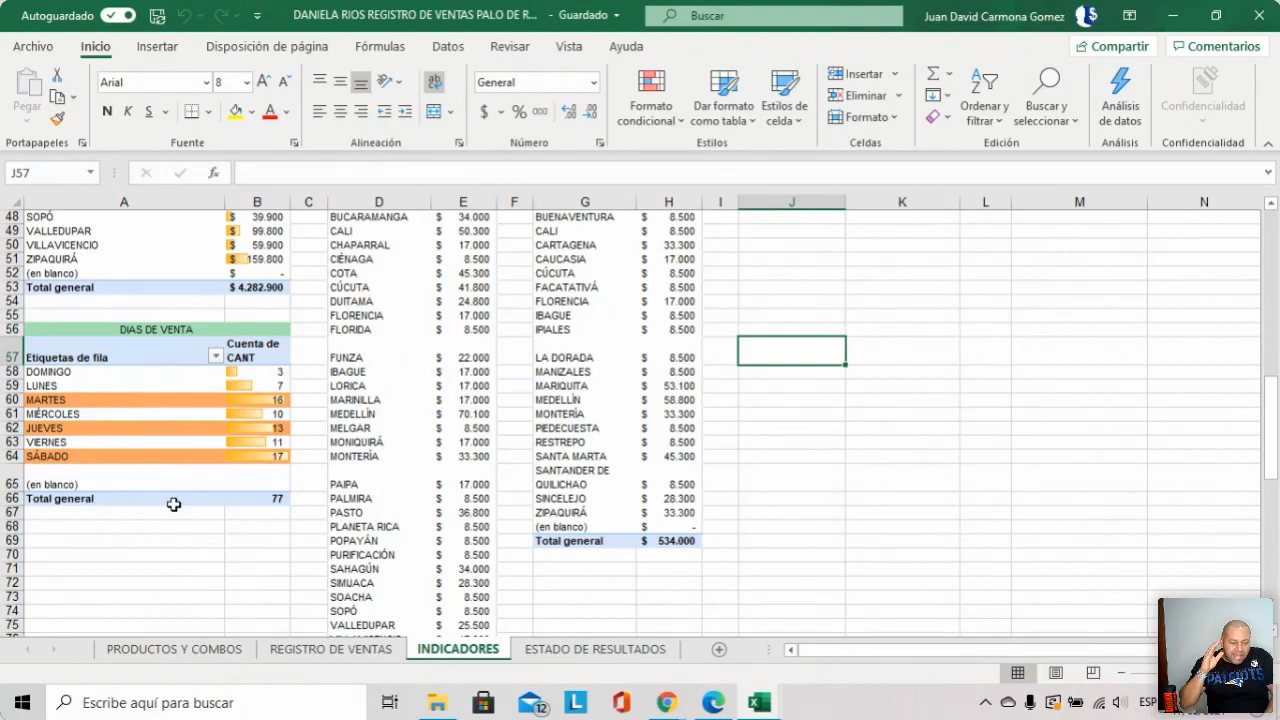 Autoguardado
DANIELA RIOS REGISTRO DE VENTAS PALO DE R... - Guardado
Buscar
Juan David Carmona Gomez
Archivo Inicio Insertar Disposición de página Fórmulas Datos Revisar Vista Ayuda
Compartir Comentarios
Pegar
Arial 8
N K S
General
$ % 000
Formato condicional
Dar formato como tabla
Estilos de celda
Insertar
Eliminar
Formato
Ordenar y filtrar
Buscar y seleccionar
Análisis de datos
Confidencialidad
Portapapeles Fuente Alineación Número Estilos Celdas Edición Análisis Confidencialidad
J57 fx
A B C D E F G H I J K L M N
48 SOPÓ $ 39.900 BUCARAMANGA $ 34.000 BUENAVENTURA $ 8.500
49 VALLEDUPAR $ 99.800 CALI $ 50.300 CALI $ 8.500
50 VILLAVICENCIO $ 59.900 CHAPARRAL $ 17.000 CARTAGENA $ 33.300
51 ZIPAQUIRÁ $ 159.800 CIÉNAGA $ 8.500 CAUCASIA $ 17.000
52 (en blanco) $ - COTA $ 45.300 CÚCUTA $ 8.500
53 Total general $ 4.282.900 CÚCUTA $ 41.800 FACATATIVÁ $ 8.500
54 DUITAMA $ 24.800 FLORENCIA $ 17.000
55 FLORENCIA $ 17.000 IBAGUE $ 8.500
56 DIAS DE VENTA FLORIDA $ 8.500 IPIALES $ 8.500
57 Etiquetas de fila Cuenta de CANT FUNZA $ 22.000 LA DORADA $ 8.500
58 DOMINGO 3 IBAGUE $ 17.000 MANIZALES $ 8.500
59 LUNES 7 LORICA $ 17.000 MARIQUITA $ 53.100
60 MARTES 16 MARINILLA $ 17.000 MEDELLÍN $ 58.800
61 MIÉRCOLES 10 MEDELLÍN $ 70.100 MONTERÍA $ 33.300
62 JUEVES 13 MELGAR $ 8.500 PIEDECUESTA $ 8.500
63 VIERNES 11 MONIQUIRÁ $ 17.000 RESTREPO $ 8.500
64 SÁBADO 17 MONTERÍA $ 33.300 SANTA MARTA $ 45.300
65 (en blanco) PAIPA $ 17.000 SANTANDER DE QUILICHAO $ 8.500
66 Total general 77 PALMIRA $ 8.500 SINCELEJO $ 28.300
67 PASTO $ 36.800 ZIPAQUIRÁ $ 33.300
68 PLANETA RICA $ 8.500 (en blanco) $ -
69 POPAYÁN $ 8.500 Total general $ 534.000
70 PURIFICACIÓN $ 8.500
71 SAHAGÚN $ 34.000
72 SIMIJACA $ 28.300
73 SOACHA $ 8.500
74 SOPÓ $ 8.500
75 VALLEDUPAR $ 25.500
PRODUCTOS Y COMBOS REGISTRO DE VENTAS INDICADORES ESTADO DE RESULTADOS
Escribe aquí para buscar
12
ESP
PATRIOTS